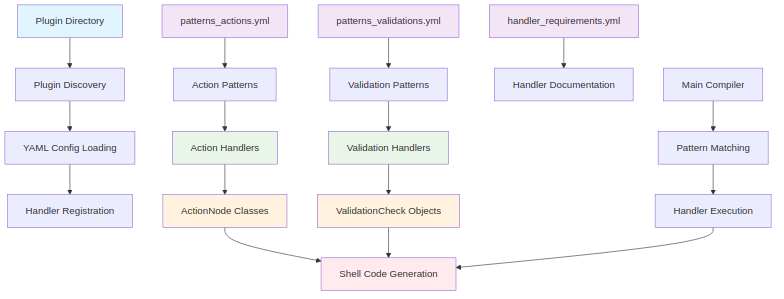 Plugin Directory
patterns_actions.yml
patterns_validations.yml
handler_requirements.yml
Plugin Discovery
Action Patterns
Validation Patterns
Handler Documentation
Main Compiler
YAML Config Loading
Action Handlers
Validation Handlers
Pattern Matching
Handler Registration
ActionNode Classes
ValidationCheck Objects
Handler Execution
Shell Code Generation